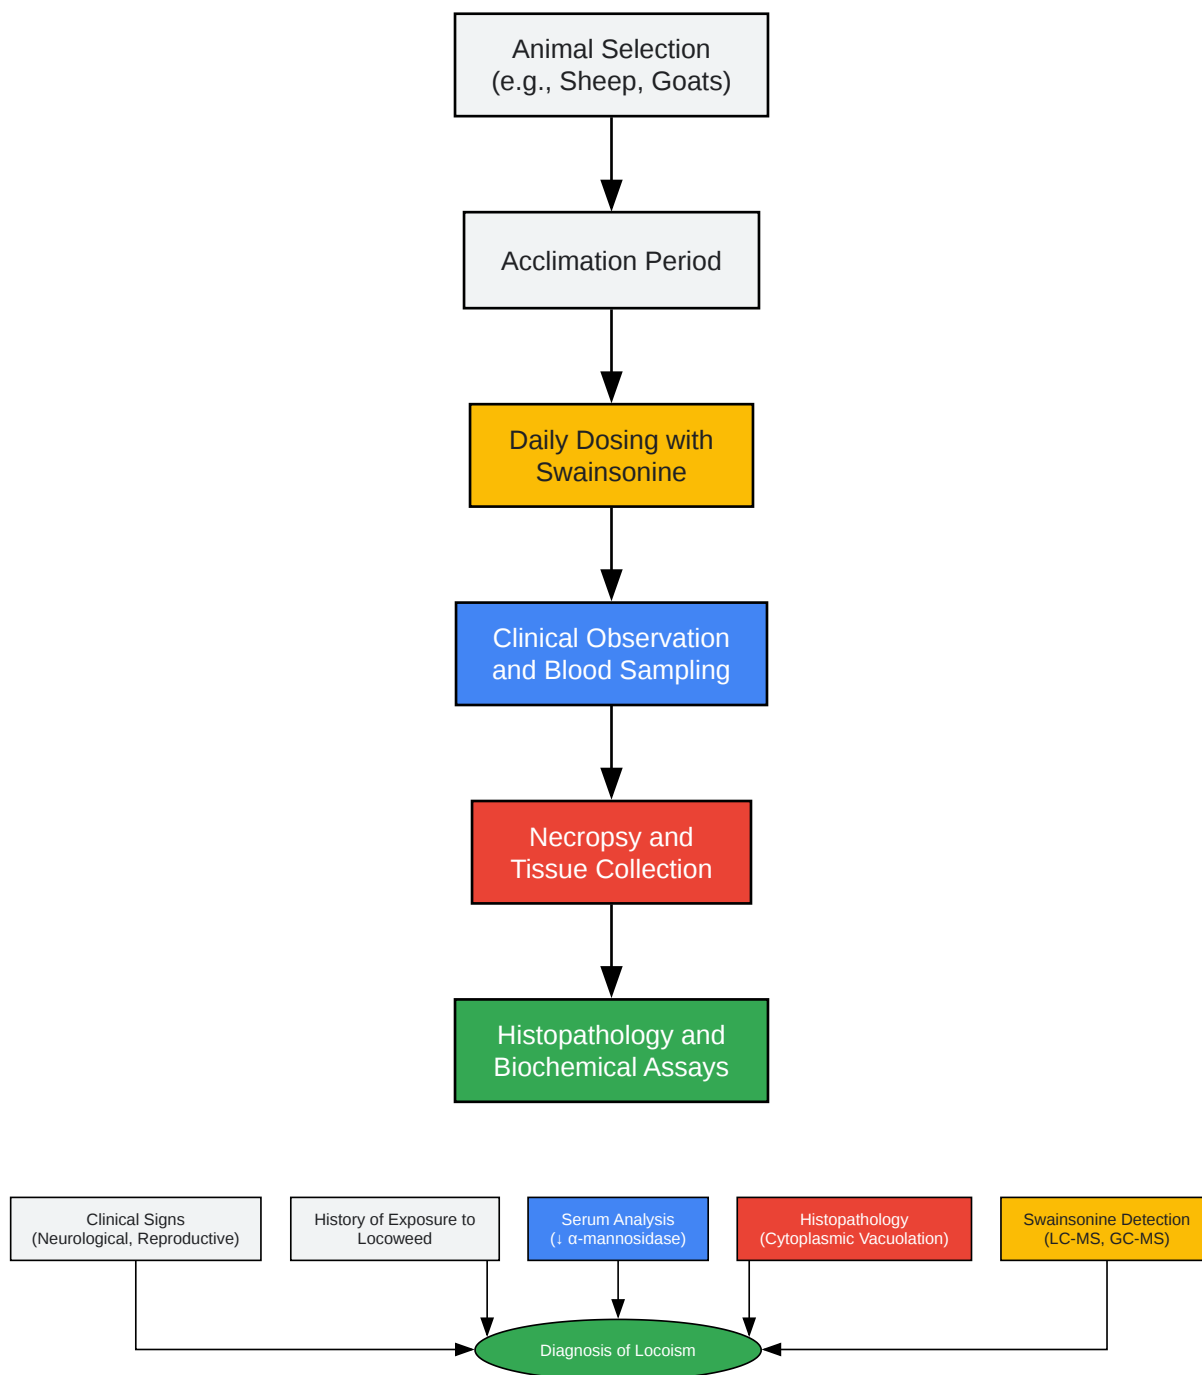 Animal Selection
(e.g., Sheep, Goats)
Acclimation Period
Daily Dosing with
Swainsonine
Clinical Observation
and Blood Sampling
Necropsy and
Tissue Collection
Histopathology and
Biochemical Assays
Clinical Signs
(Neurological, Reproductive)
History of Exposure to
Locoweed
Serum Analysis
(↓ α-mannosidase)
Histopathology
(Cytoplasmic Vacuolation)
Swainsonine Detection
(LC-MS, GC-MS)
Diagnosis of Locoism